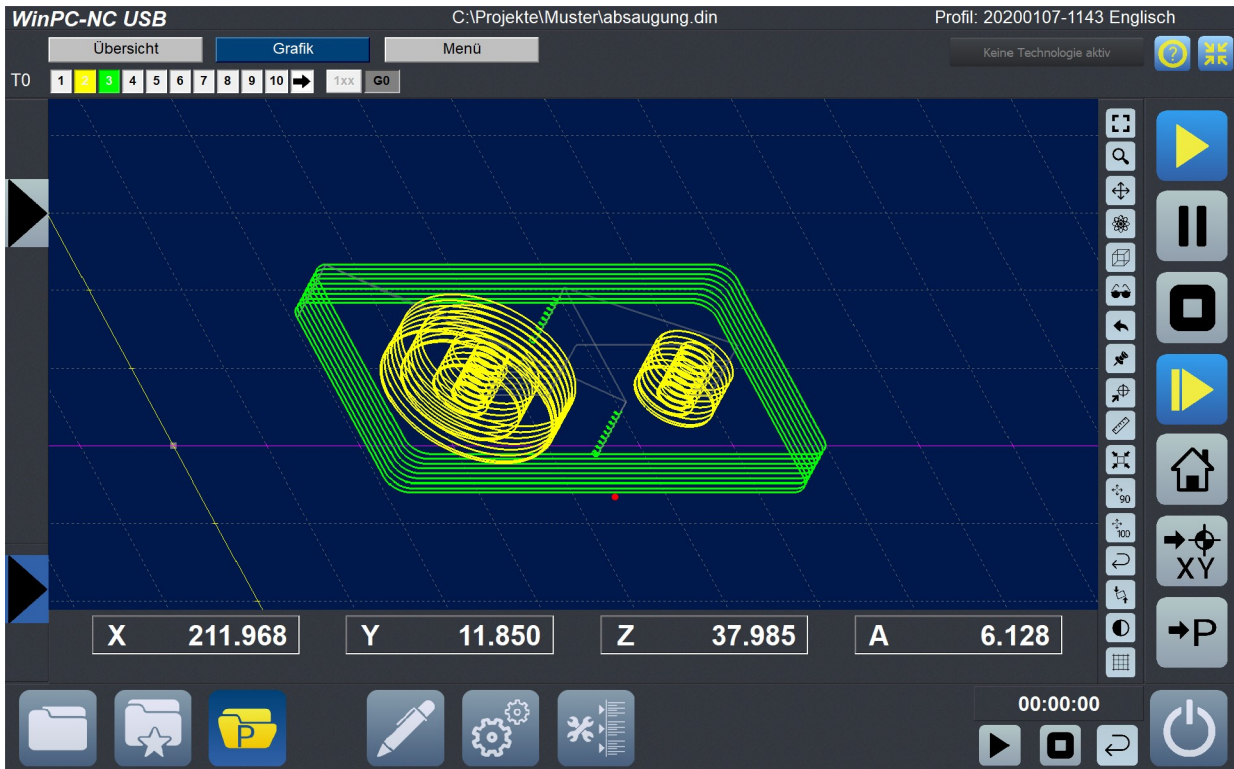 WinPC-NC USB C:\Projekte\Muster\absaugung.din Profil: 20200107-1143 Englisch
Übersicht Grafik Menü Keine Technologie aktiv ?
T0 1 2 3 4 5 6 7 8 9 10 1xx G0
90
100
XY
X 211.968 Y 11.850 Z 37.985 A 6.128
P
00:00:00
P